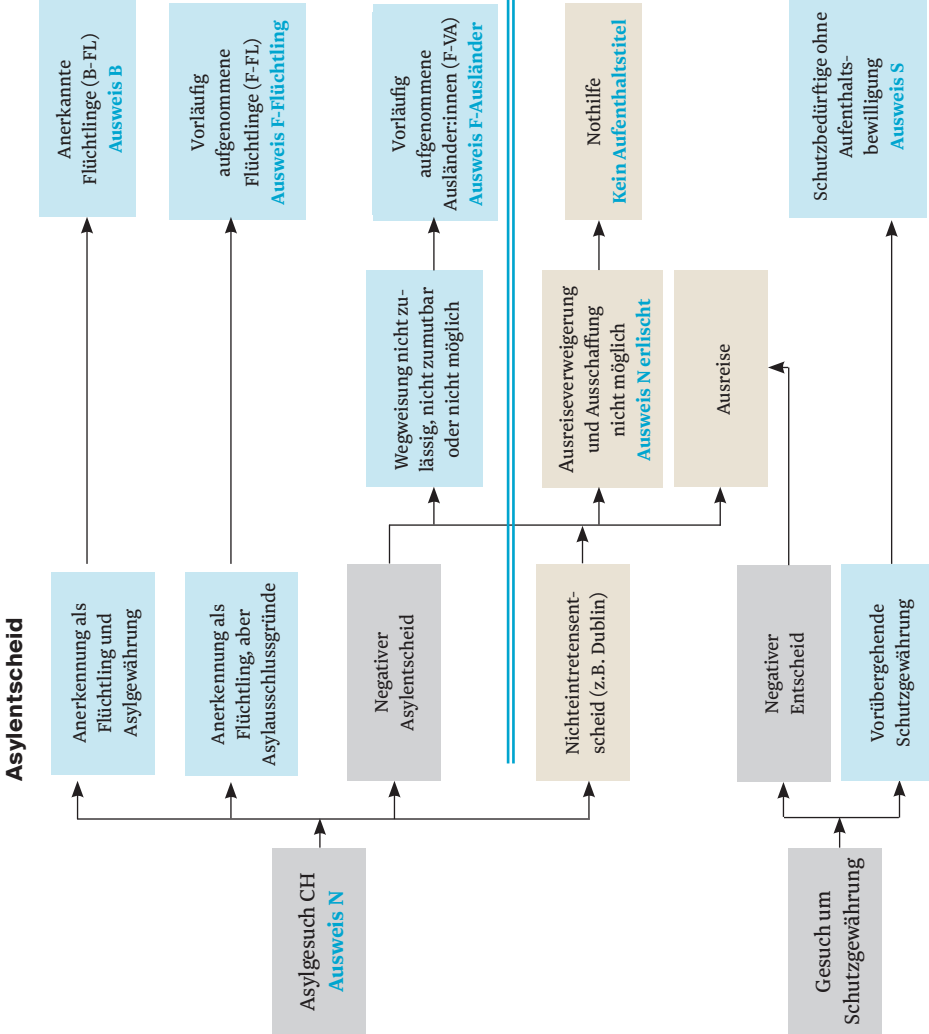 Asylentscheid
Asylgesuch CH
Ausweis N
Anerkennung als
Flüchtling und
Asylgewährung
Anerkannte
Flüchtlinge (B-FL)
Ausweis B
Anerkennung als
Flüchtling, aber
Asylausschlussgründe
Vorläufig
aufgenommene
Flüchtlinge (F-FL)
Ausweis F-Flüchtling
Negativer
Asylentscheid
Wegweisung nicht zu-
lässig, nicht zumutbar
oder nicht möglich
Vorläufig
aufgenommene
Ausländer:innen (F-VA)
Ausweis F-Ausländer
Nichteintretensent-
scheid (z.B. Dublin)
Ausreiseverweigerung
und Ausschaffung
nicht möglich
Ausweis N erlischt
Nothilfe
Kein Aufenthaltstitel
Ausreise
Gesuch um
Schutzgewährung
Negativer
Entscheid
Vorübergehende
Schutzgewährung
Schutzbedürftige ohne
Aufenthalts-
bewilligung
Ausweis S